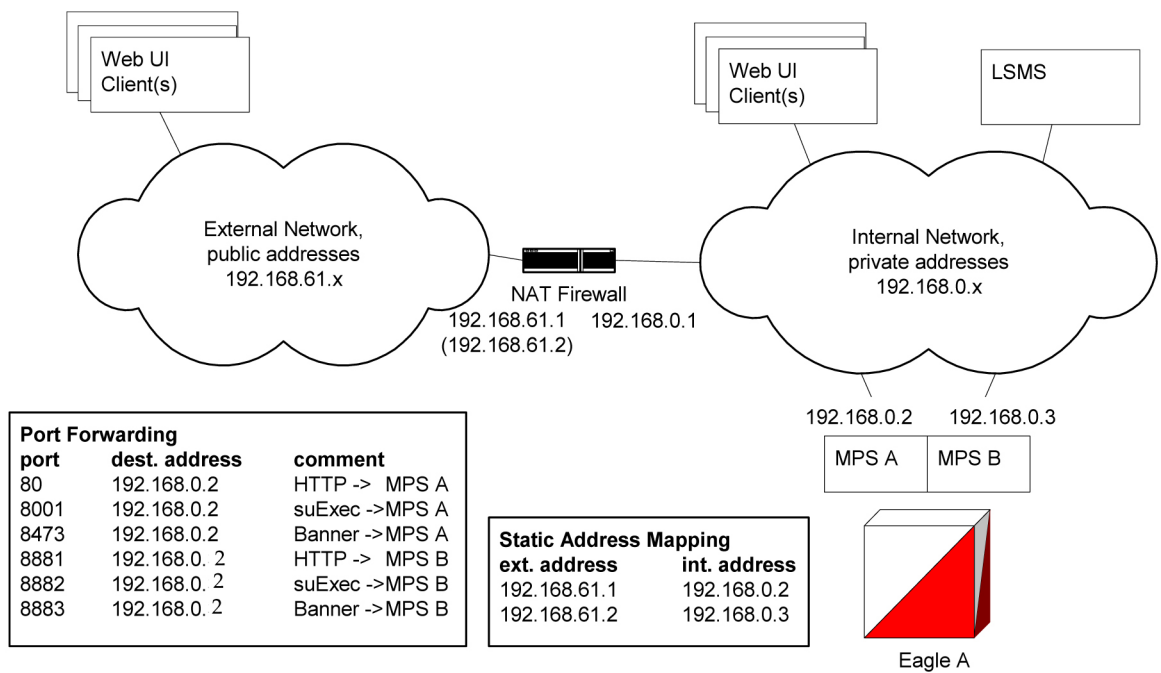 Web UI
Client(s)
Web UI
Client(s)
LSMS
External Network,
public addresses
192.168.61.x
Internal Network,
private addresses
192.168.0.x
NAT Firewall
192.168.61.1 192.168.0.1
(192.168.61.2)
192.168.0.2 192.168.0.3
MPS A MPS B
Port Forwarding
port dest. address comment
80 192.168.0.2 HTTP -> MPS A
8001 192.168.0.2 suExec ->MPS A
8473 192.168.0.2 Banner ->MPS A
8881 192.168.0. 2 HTTP -> MPS B
8882 192.168.0. 2 suExec ->MPS B
8883 192.168.0. 2 Banner ->MPS B
Static Address Mapping
ext. address int. address
192.168.61.1 192.168.0.2
192.168.61.2 192.168.0.3
Eagle A